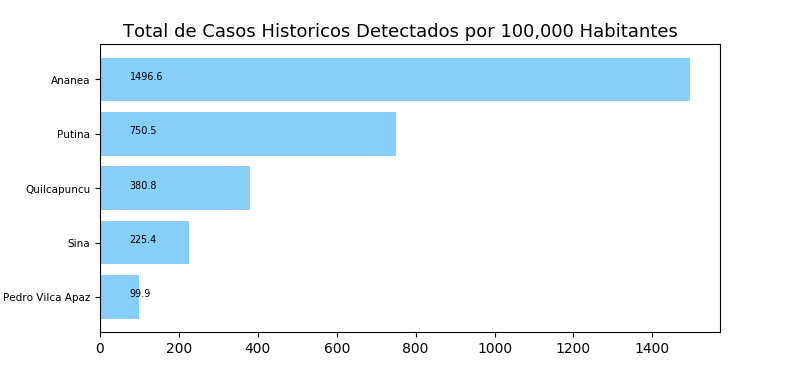 Total de Casos Historicos Detectados por 100,000 Habitantes
Ananea 1496.6
Putina 750.5
Quilcapuncu 380.8
Sina 225.4
Pedro Vilca Apaz 99.9
0 200 400 600 800 1000 1200 1400